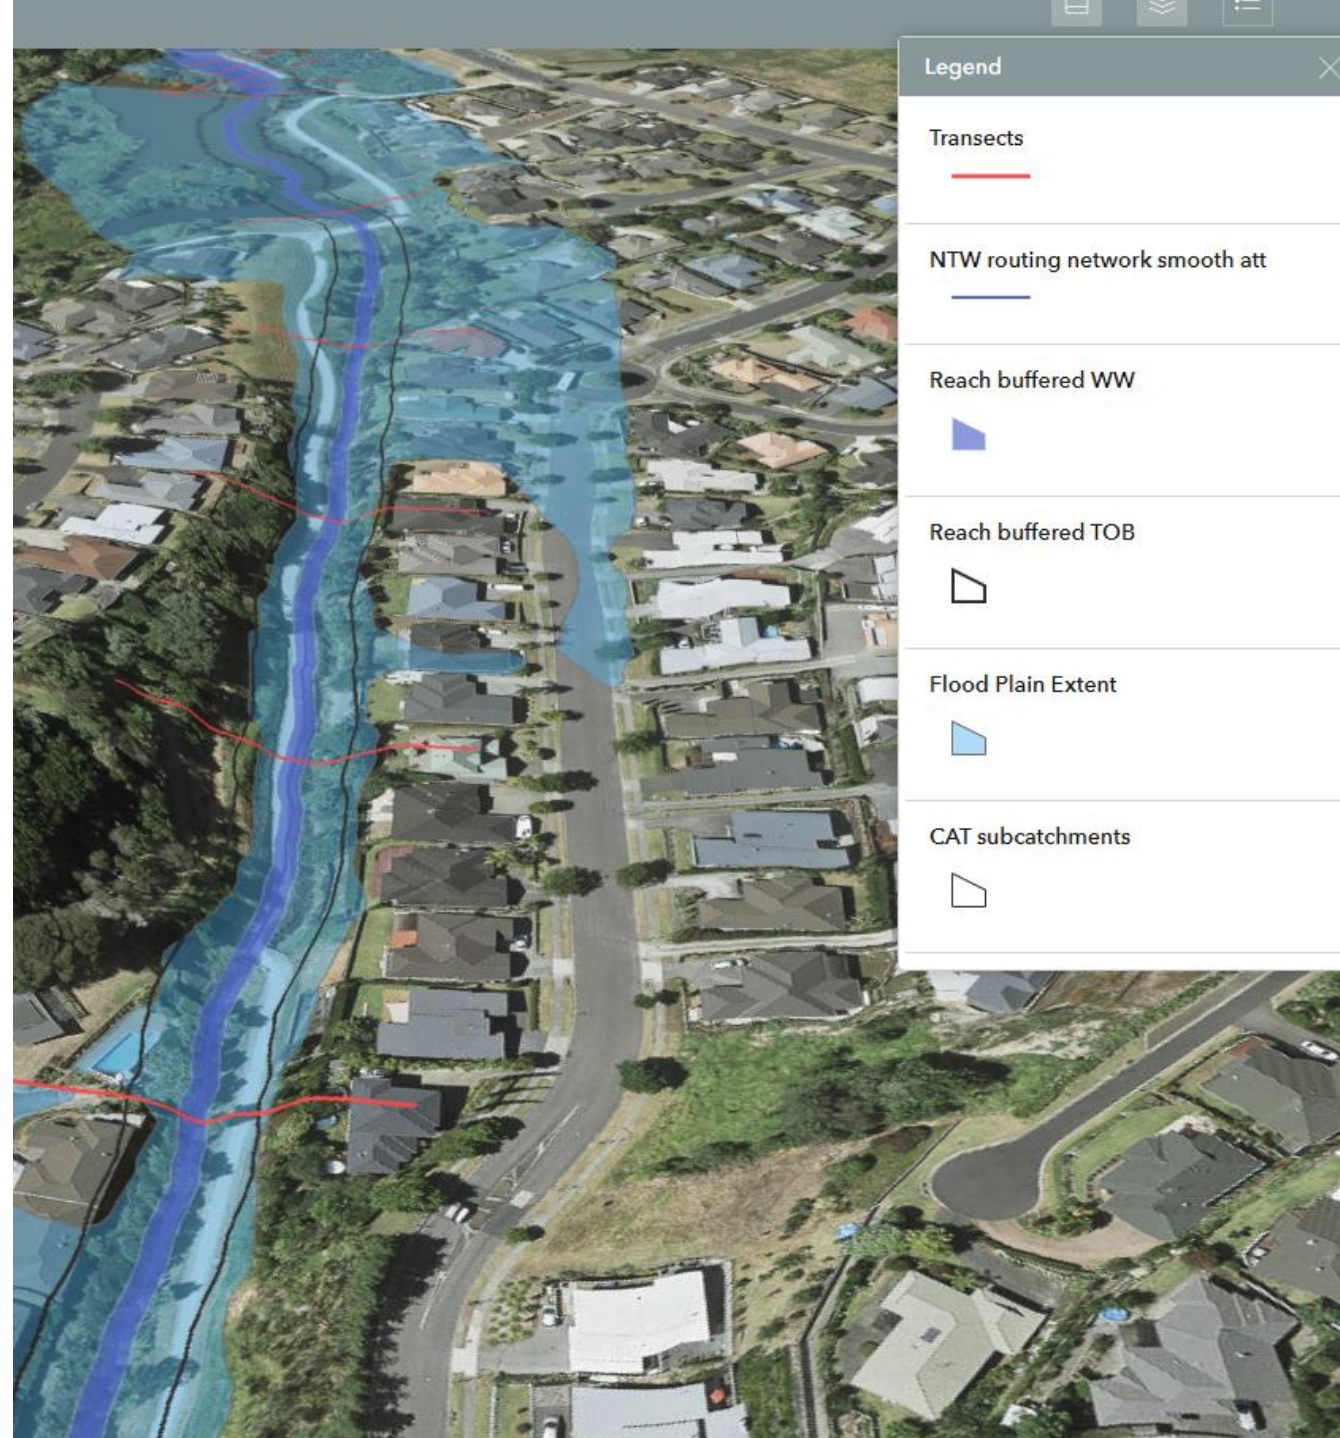 Legend
Transects
NTW routing network smooth att
Reach buffered WW
Reach buffered TOB
Flood Plain Extent
CAT subcatchments